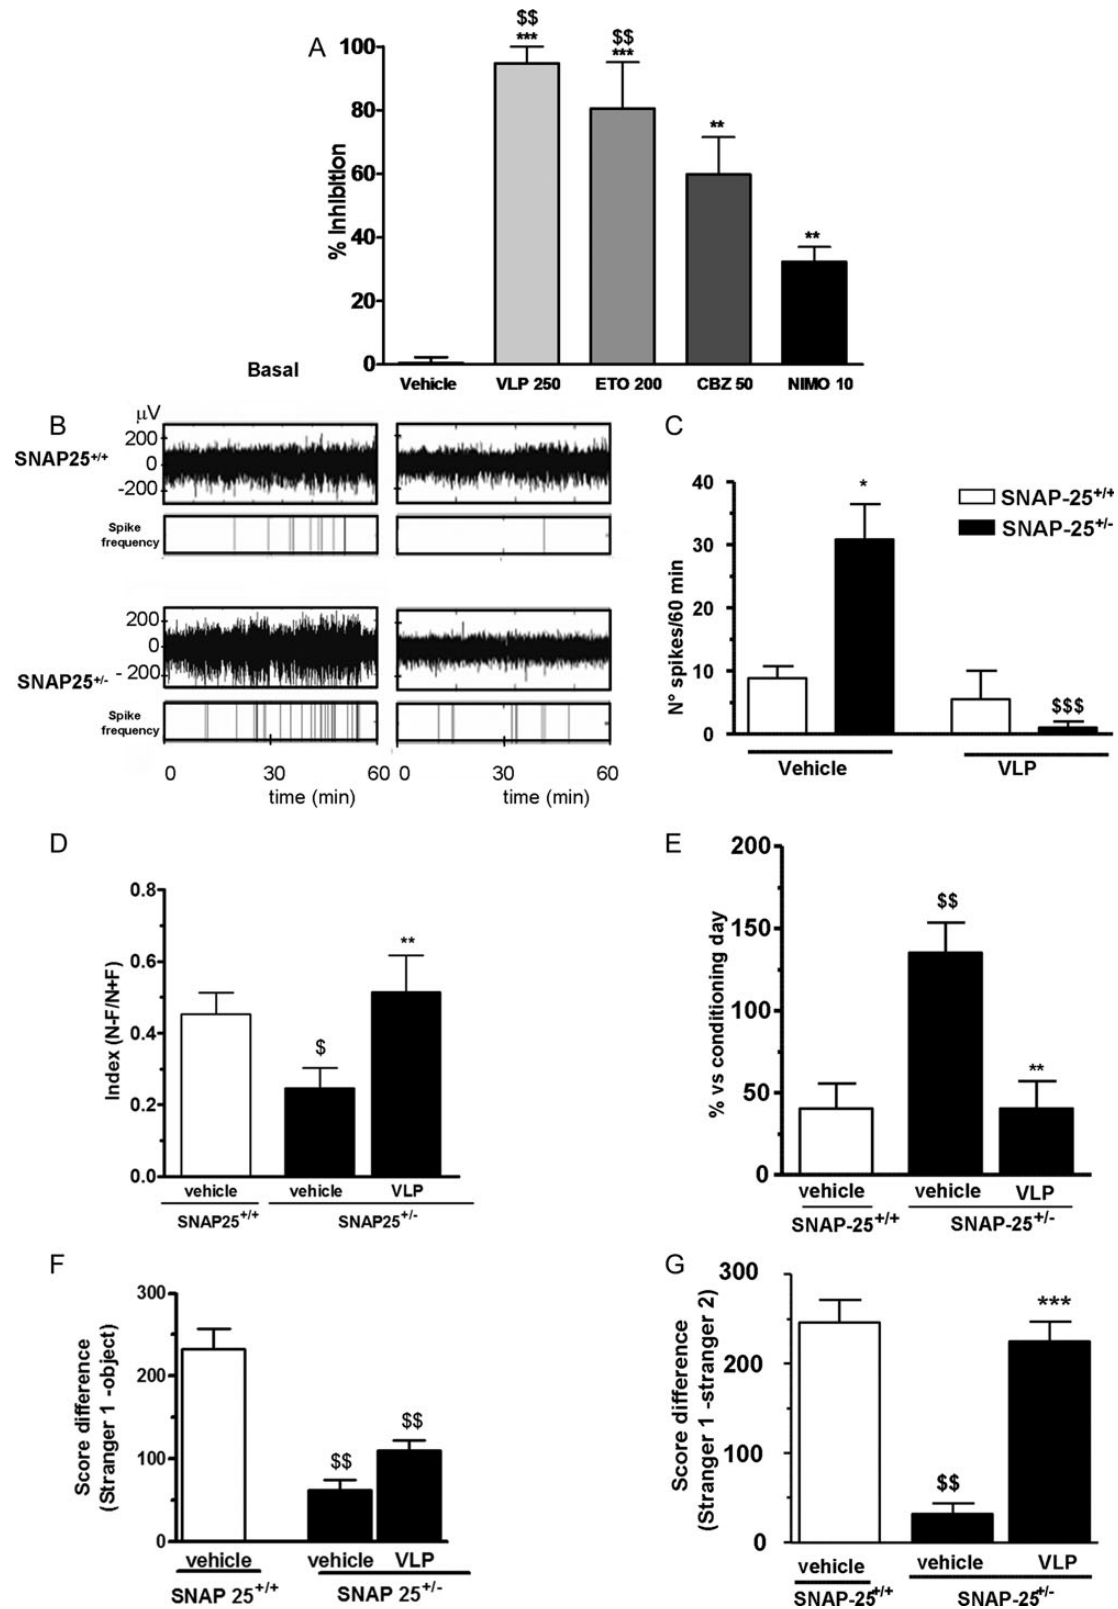 A
$$
***
$$
***
**
**
100
80
60
40
20
0
% Inhibition
Basal
Vehicle VLP 250 ETO 200 CBZ 50 NIMO 10
B
µV
SNAP25+/+
200
0
-200
Spike
frequency
SNAP25+/-
200
0
- 200
Spike
frequency
0 30 60 0 30 60
time (min) time (min)
C
40
30
20
10
0
N° spikes/60 min
*
$$$
SNAP-25+/+
SNAP-25+/-
Vehicle VLP
D
0.8
0.6
0.4
0.2
0.0
Index (N-F/N+F)
$
**
vehicle vehicle VLP
SNAP25+/+ SNAP25+/-
E
200
150
100
50
0
% vs conditioning day
$$
**
vehicle vehicle VLP
SNAP-25+/+ SNAP-25+/-
F
300
200
100
0
Score difference
(Stranger 1 -object)
$$
$$
vehicle vehicle VLP
SNAP 25+/+ SNAP 25+/-
G
300
200
100
0
Score difference
(Stranger 1 -stranger 2)
$$
***
vehicle vehicle VLP
SNAP-25+/+ SNAP-25+/-